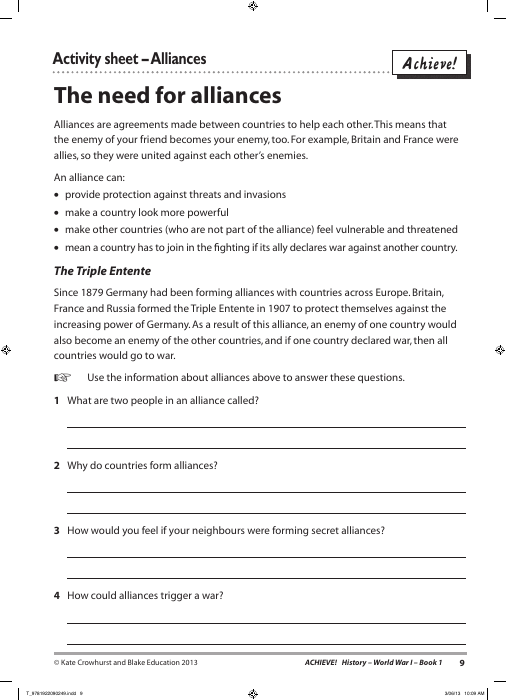 Activity sheet – Alliances
Achieve!
The need for alliances
Alliances are agreements made between countries to help each other. This means that
the enemy of your friend becomes your enemy, too. For example, Britain and France were
allies, so they were united against each other's enemies.
An alliance can:
• provide protection against threats and invasions
• make a country look more powerful
• make other countries (who are not part of the alliance) feel vulnerable and threatened
• mean a country has to join in the fighting if its ally declares war against another country.
The Triple Entente
Since 1879 Germany had been forming alliances with countries across Europe. Britain,
France and Russia formed the Triple Entente in 1907 to protect themselves against the
increasing power of Germany. As a result of this alliance, an enemy of one country would
also become an enemy of the other countries, and if one country declared war, then all
countries would go to war.
Use the information about alliances above to answer these questions.
1 What are two people in an alliance called?
2 Why do countries form alliances?
3 How would you feel if your neighbours were forming secret alliances?
4 How could alliances trigger a war?
© Kate Crowhurst and Blake Education 2013
ACHIEVE! History – World War I – Book 1 9
3/26/13 10:09 AM